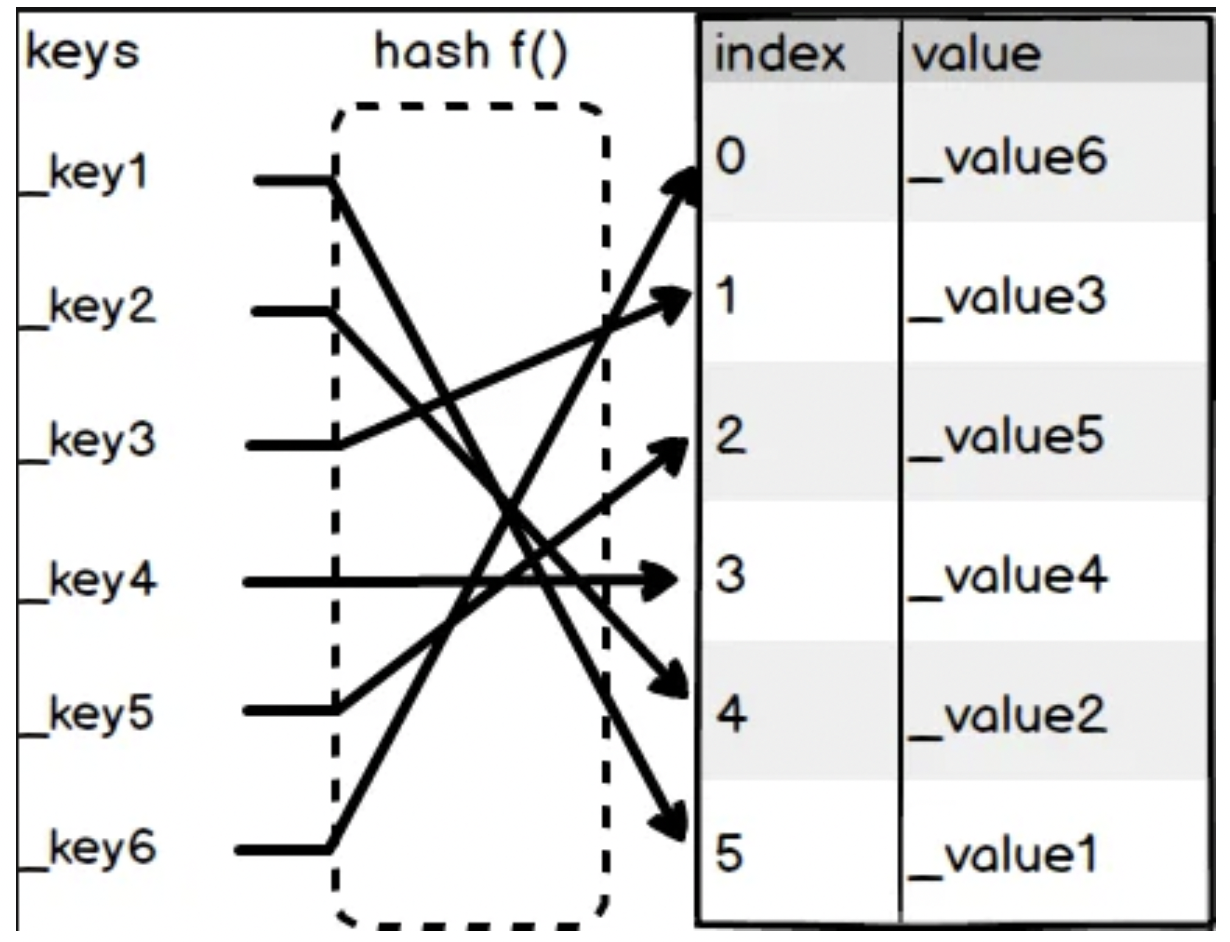 keys hash f() index value
_key1 0 _value6
_key2 1 _value3
_key3 2 _value5
_key4 3 _value4
_key5 4 _value2
_key6 5 _value1